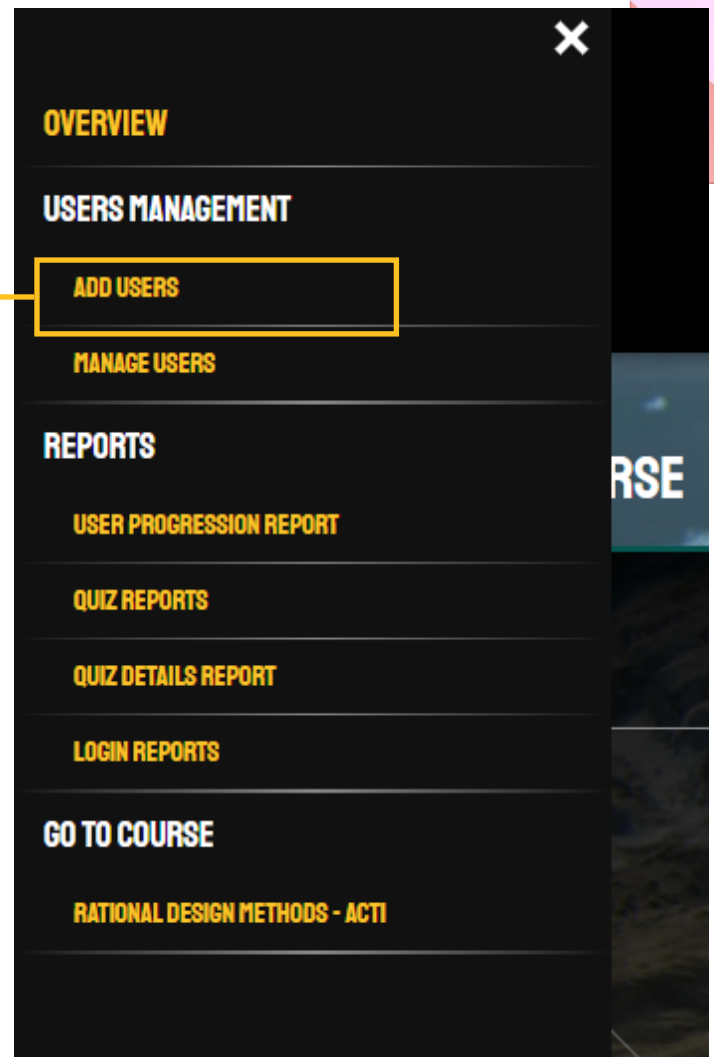 OVERVIEW
USERS MANAGEMENT
ADD USERS
MANAGE USERS
REPORTS
RSE
USER PROGRESSION REPORT
QUIZ REPORTS
QUIZ DETAILS REPORT
LOGIN REPORTS
GO TO COURSE
RATIONAL DESIGN METHODS - ACTI